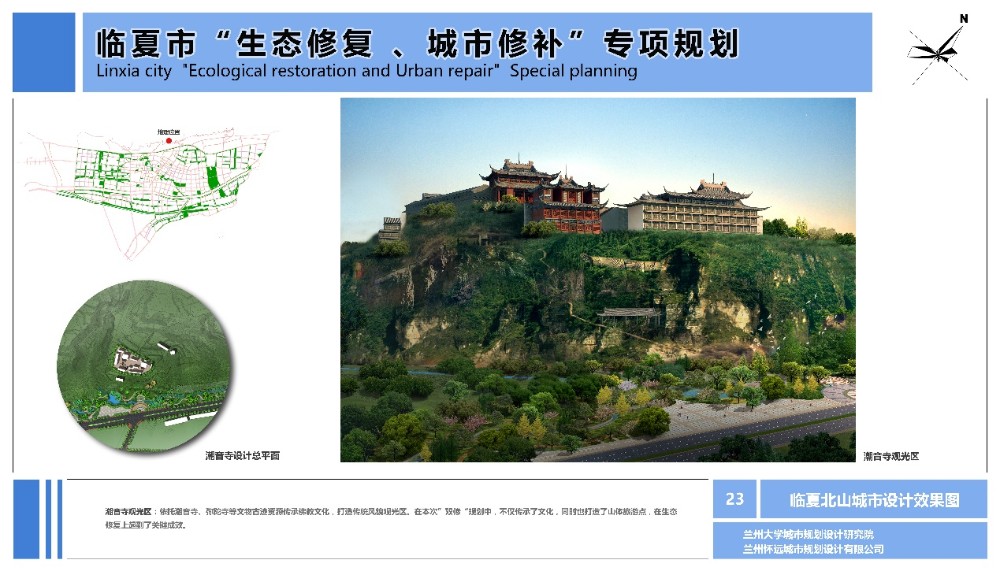 临夏市 “生态修复 、城市修补” 专项规划
Linxia city "Ecological restoration and Urban repair" Special planning
N
地理位置
潮音寺设计总平面
潮音寺观光区
潮音寺观光区：依托潮音寺、弥陀寺等文物古迹资源传承佛教文化，打造传统风貌观光区。在本次”双修“规划中，不仅传承了文化，同时也打造了山体旅游点，在生态
修复上起到了关键成效。
23
临夏北山城市设计效果图
兰州大学城市规划设计研究院
兰州怀远城市规划设计有限公司